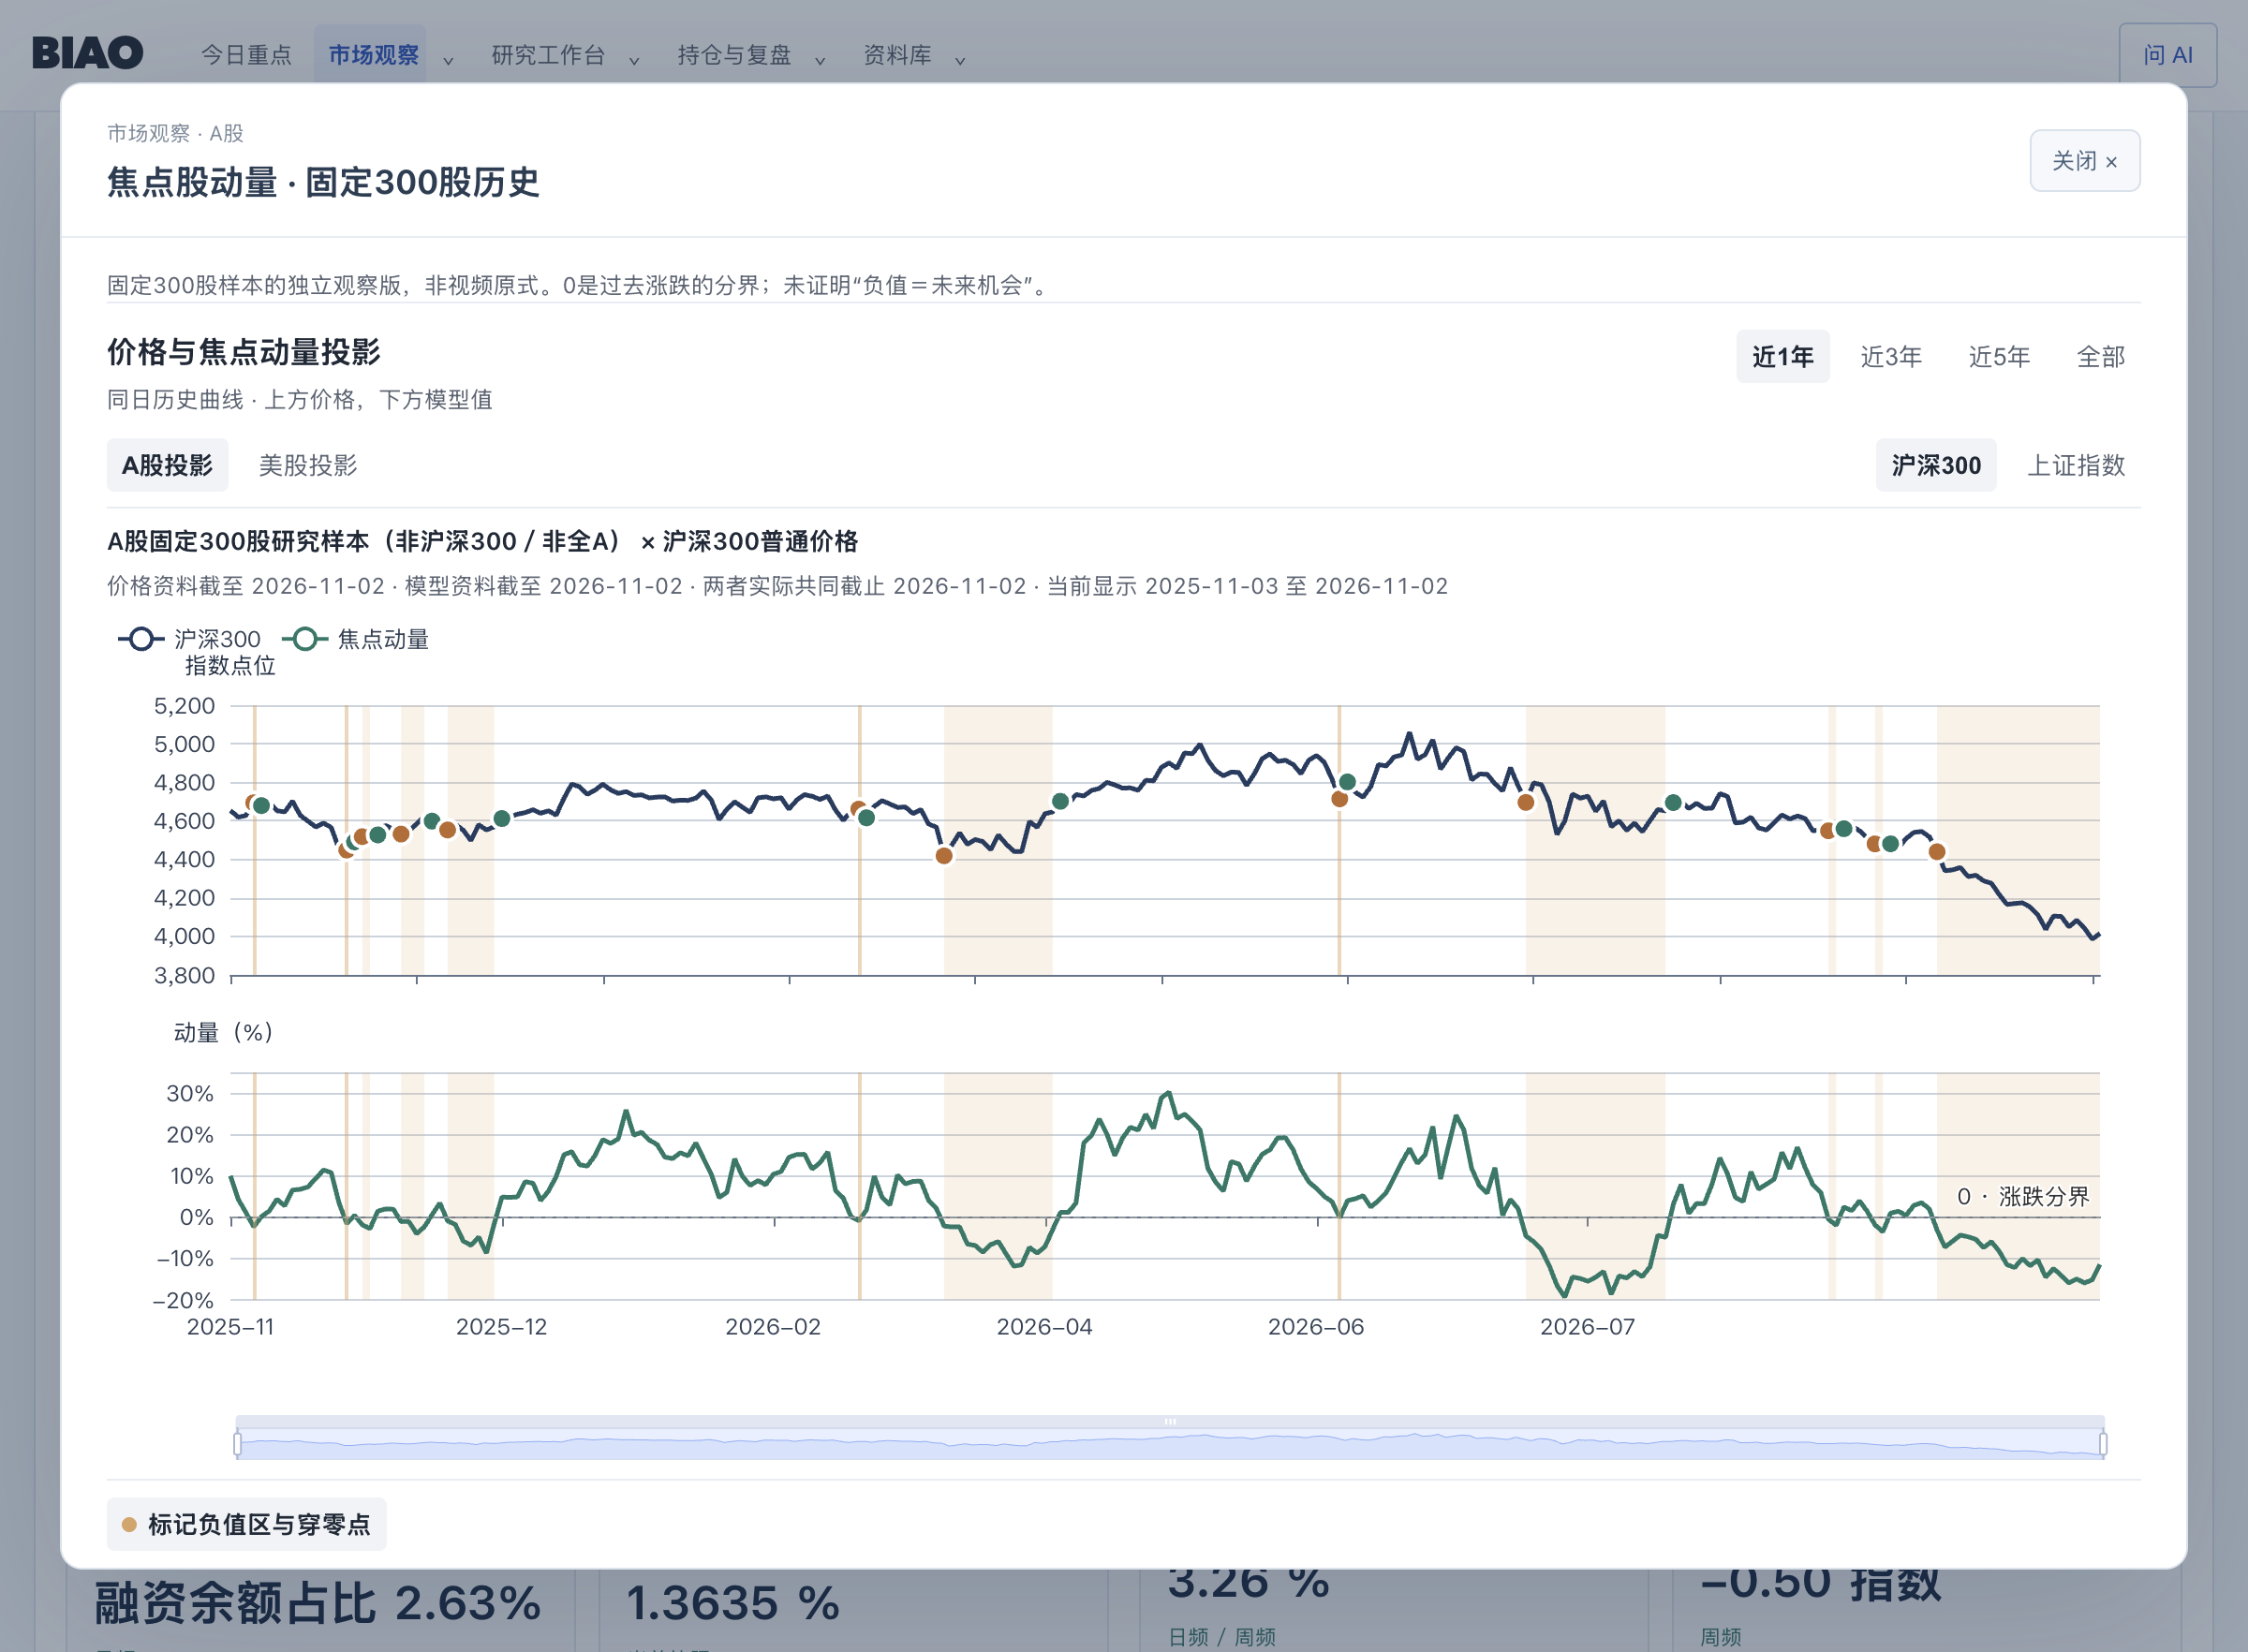 BIAO 今日重点 市场观察 研究工作台 持仓与复盘 资料库 问 AI
市场观察 · A股
焦点股动量 · 固定300股历史
关闭 ×
固定300股样本的独立观察版，非视频原式。0是过去涨跌的分界；未证明“负值＝未来机会”。
价格与焦点动量投影
近1年 近3年 近5年 全部
同日历史曲线 · 上方价格，下方模型值
A股投影 美股投影 沪深300 上证指数
A股固定300股研究样本（非沪深300 / 非全A） × 沪深300普通价格
价格资料截至 2026-11-02 · 模型资料截至 2026-11-02 · 两者实际共同截止 2026-11-02 · 当前显示 2025-11-03 至 2026-11-02
沪深300 焦点动量
指数点位
5,200
5,000
4,800
4,600
4,400
4,200
4,000
3,800
动量（%）
30%
20%
10%
0 · 涨跌分界
0%
–10%
–20%
2025–11 2025–12 2026–02 2026–04 2026–06 2026–07
标记负值区与穿零点
融资余额占比 2.63% 1.3635 % 3.26 % –0.50 指数
日频 / 周频 周频